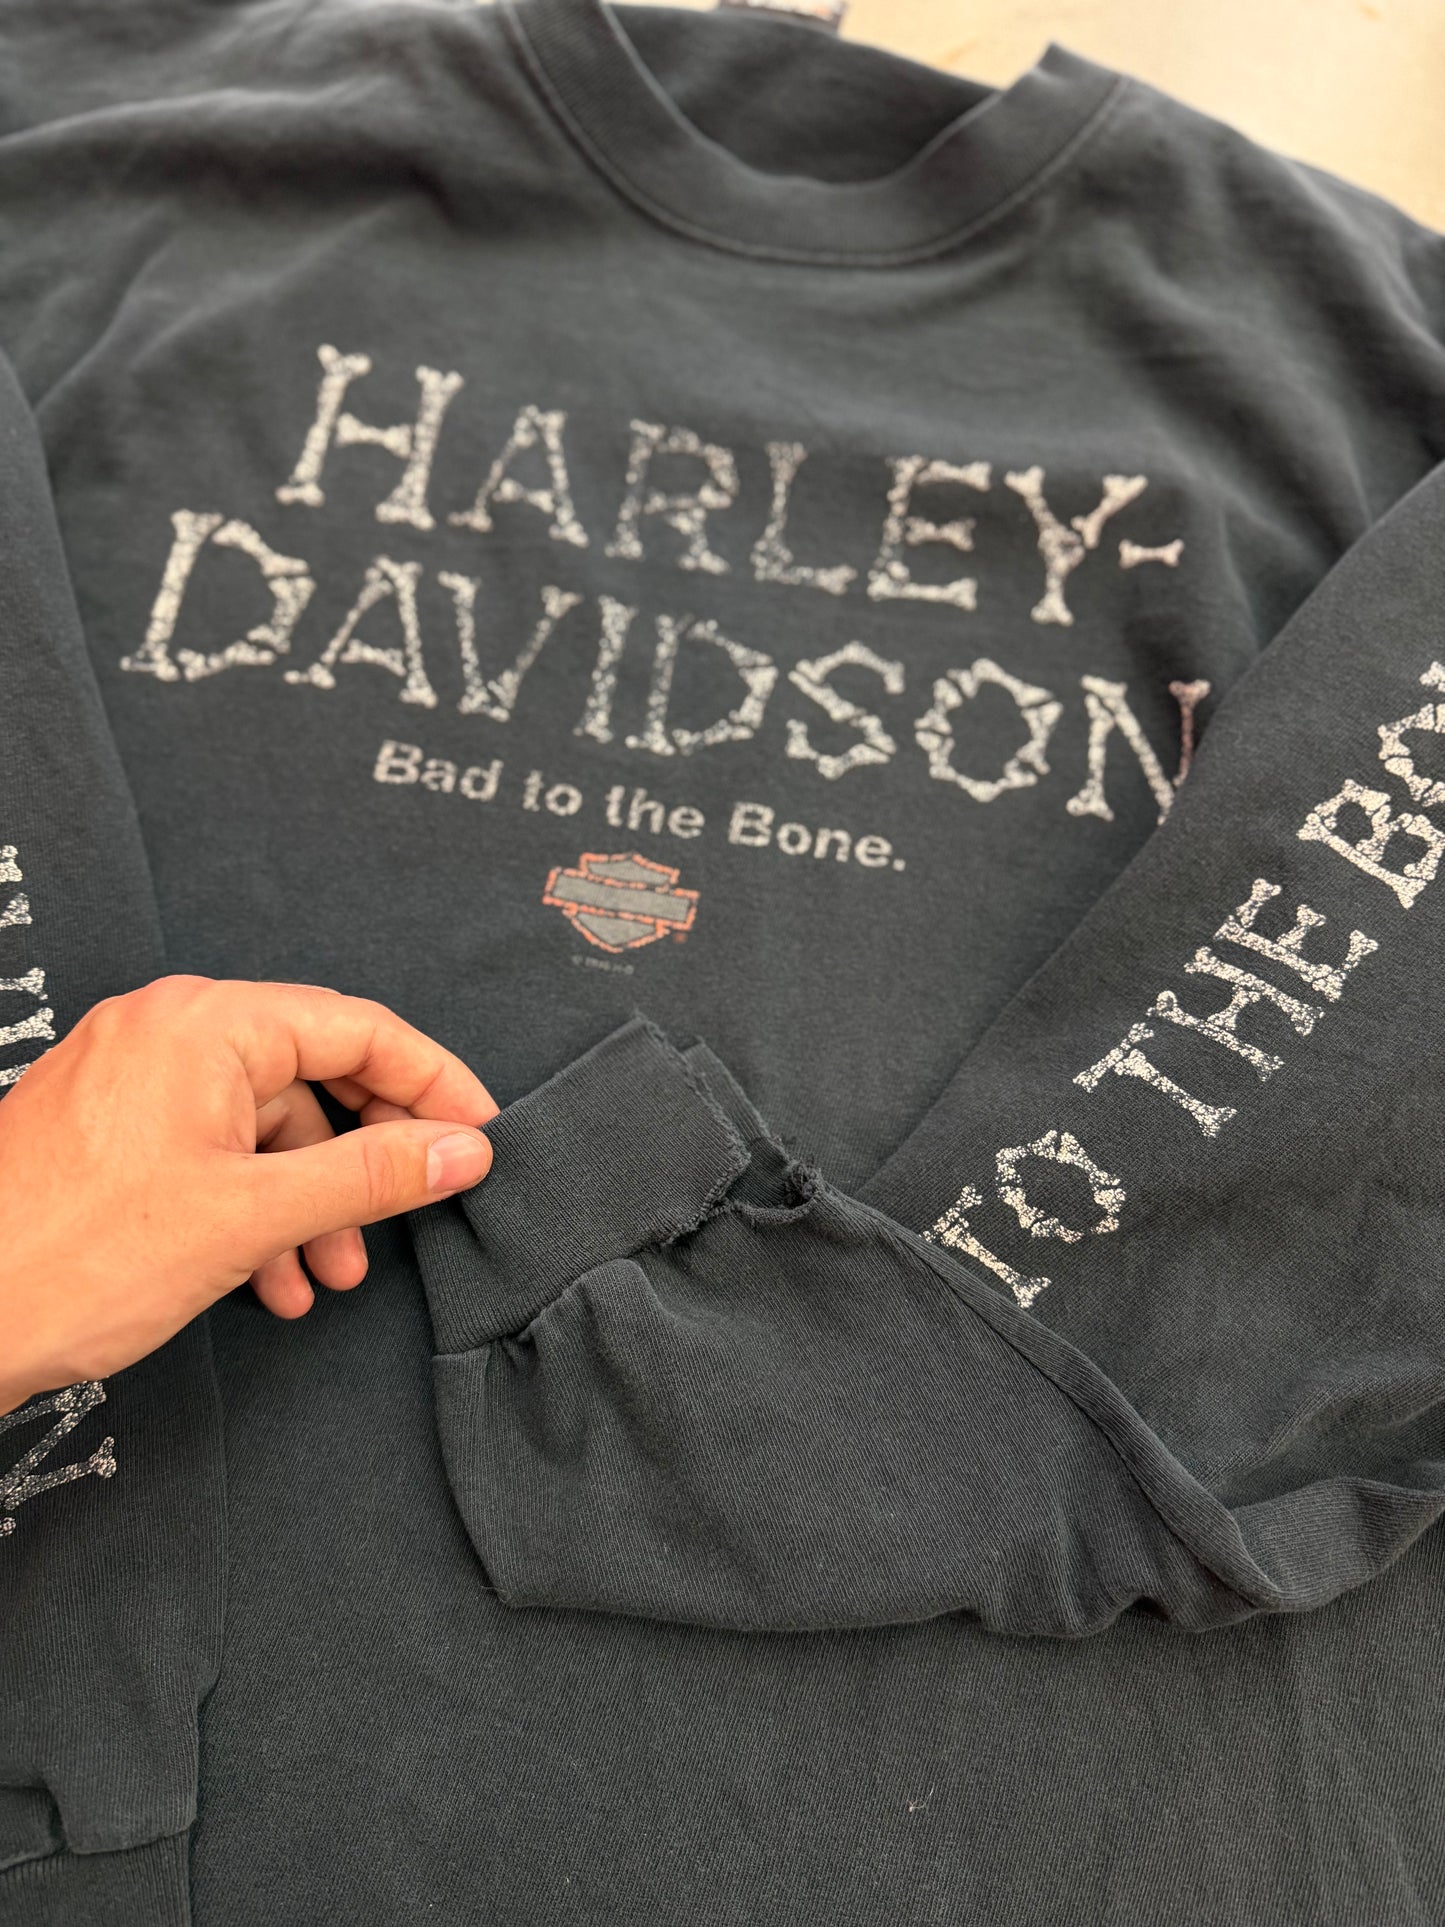 HARLEY-
DAVIDSON
Bad to the Bone.
TO THE BO